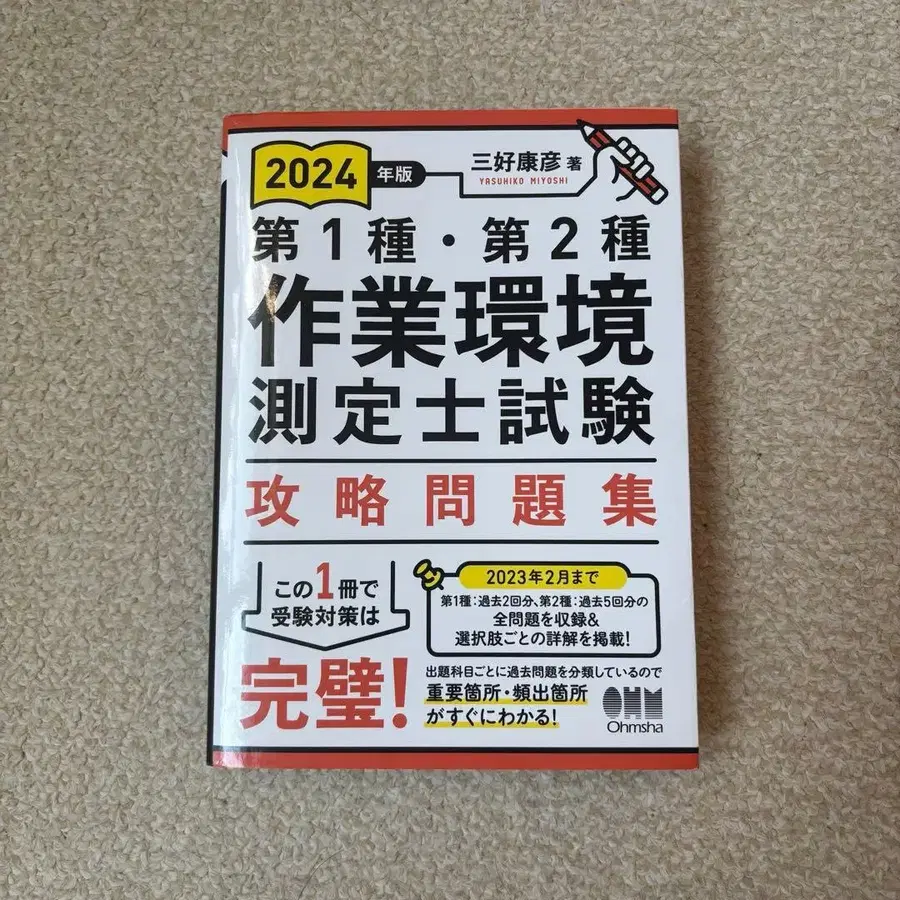 2024年版
三好康彦 著
YASUHIKO MIYOSHI
第1種・第2種
作業環境
測定士試験
攻略問題集
この1冊で
受験対策は
完璧!
2023年2月まで
第1種:過去2回分、第2種:過去5回分の
全問題を収録&
選択肢ごとの詳解を掲載!
出題科目ごとに過去問題を分類しているので
重要箇所・頻出箇所
がすぐにわかる!
OHM
Ohmsha